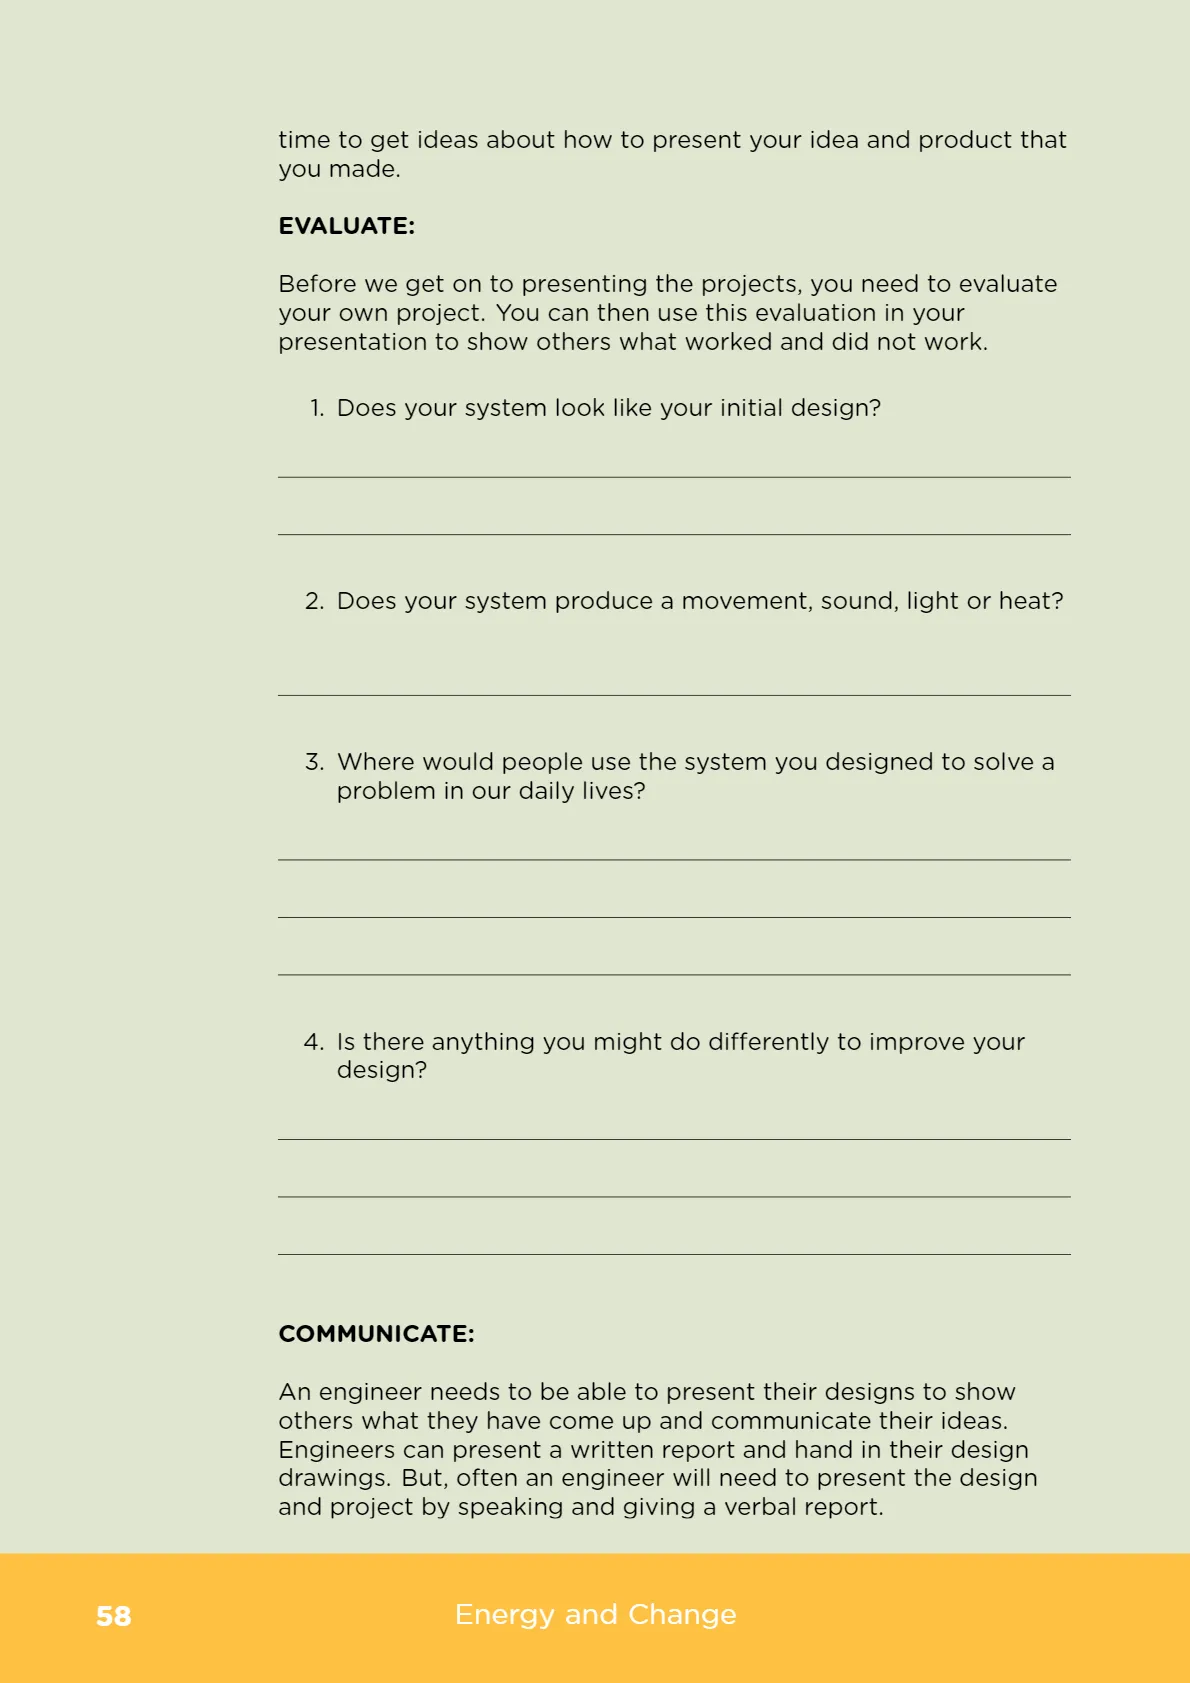 time to get ideas about how to present your idea and product that
you made.
EVALUATE:
Before we get on to presenting the projects, you need to evaluate
your own project. You can then use this evaluation in your
presentation to show others what worked and did not work.
1. Does your system look like your initial design?
2. Does your system produce a movement, sound, light or heat?
3. Where would people use the system you designed to solve a
problem in our daily lives?
4. Is there anything you might do differently to improve your
design?
COMMUNICATE:
An engineer needs to be able to present their designs to show
others what they have come up and communicate their ideas.
Engineers can present a written report and hand in their design
drawings. But, often an engineer will need to present the design
and project by speaking and giving a verbal report.
58 Energy and Change